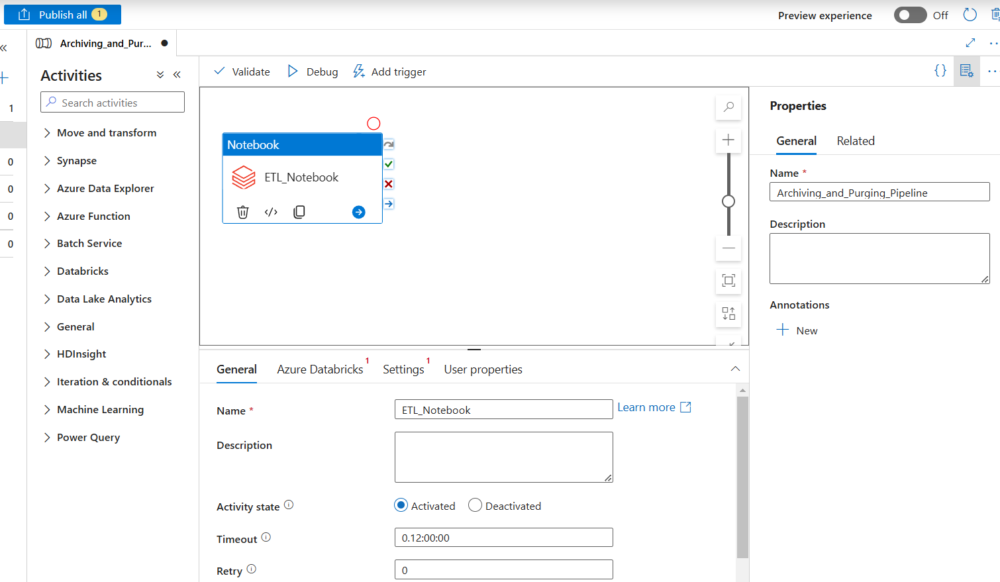 Publish all 1
Preview experience Off
Archiving_and_Pur...
Activities
Search activities
1
0
0
0
0
Move and transform
Synapse
Azure Data Explorer
Azure Function
Batch Service
Databricks
Data Lake Analytics
General
HDInsight
Iteration & conditionals
Machine Learning
Power Query
Validate Debug Add trigger
Notebook
ETL_Notebook
General Azure Databricks 1 Settings 1 User properties
Name * ETL_Notebook Learn more
Description
Activity state Activated Deactivated
Timeout 0.12:00:00
Retry 0
Properties
General Related
Name *
Archiving_and_Purging_Pipeline
Description
Annotations
New